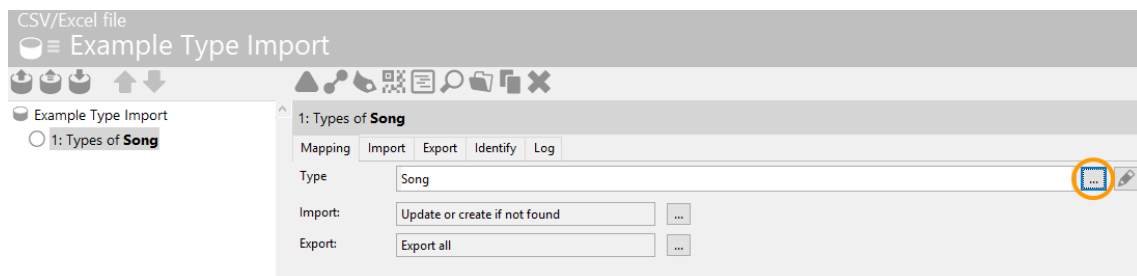 CSV/Excel file
Example Type Import
Example Type Import
1: Types of Song
1: Types of Song
Mapping Import Export Identify Log
Type Song ...
Import: Update or create if not found ...
Export: Export all ...